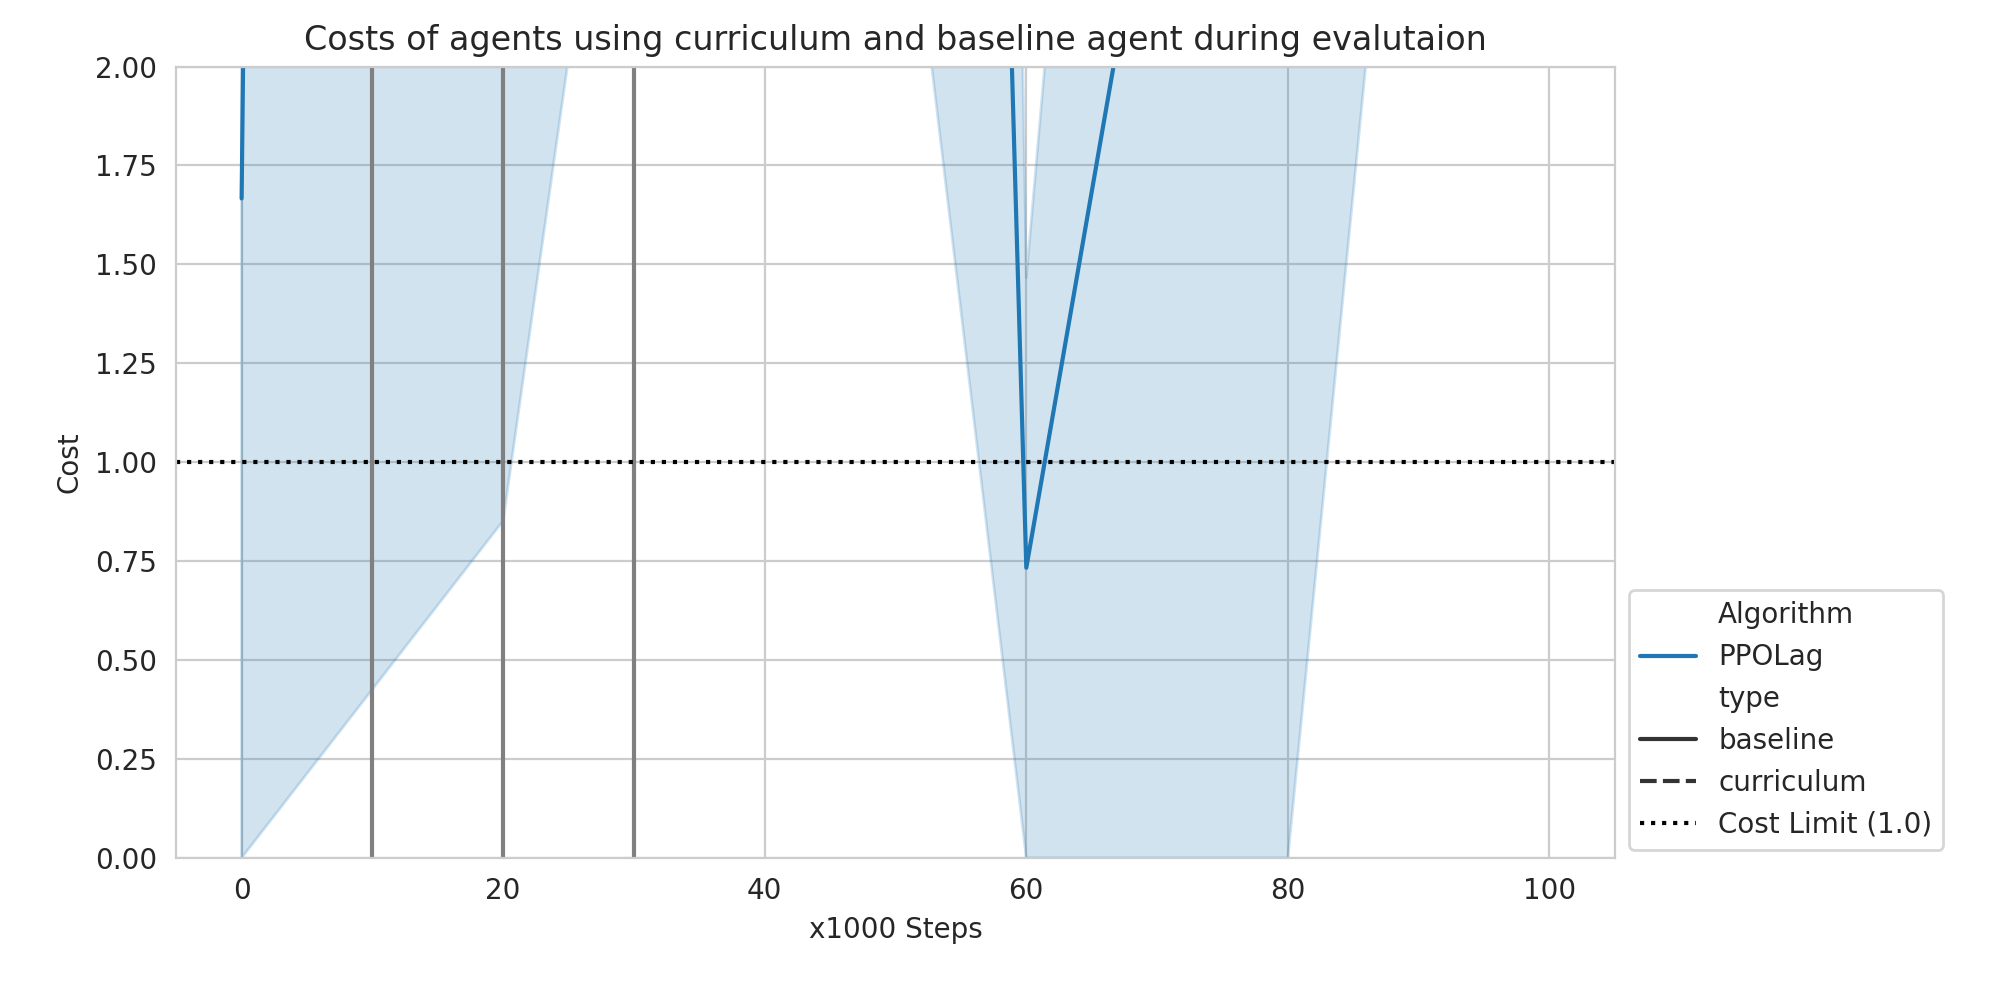 Costs of agents using curriculum and baseline agent during evalutaion
2.00
1.75
1.50
1.25
1.00
0.75
0.50
0.25
0.00
Cost
0 20 40 60 80 100
x1000 Steps
Algorithm
PPOLag
type
baseline
curriculum
Cost Limit (1.0)